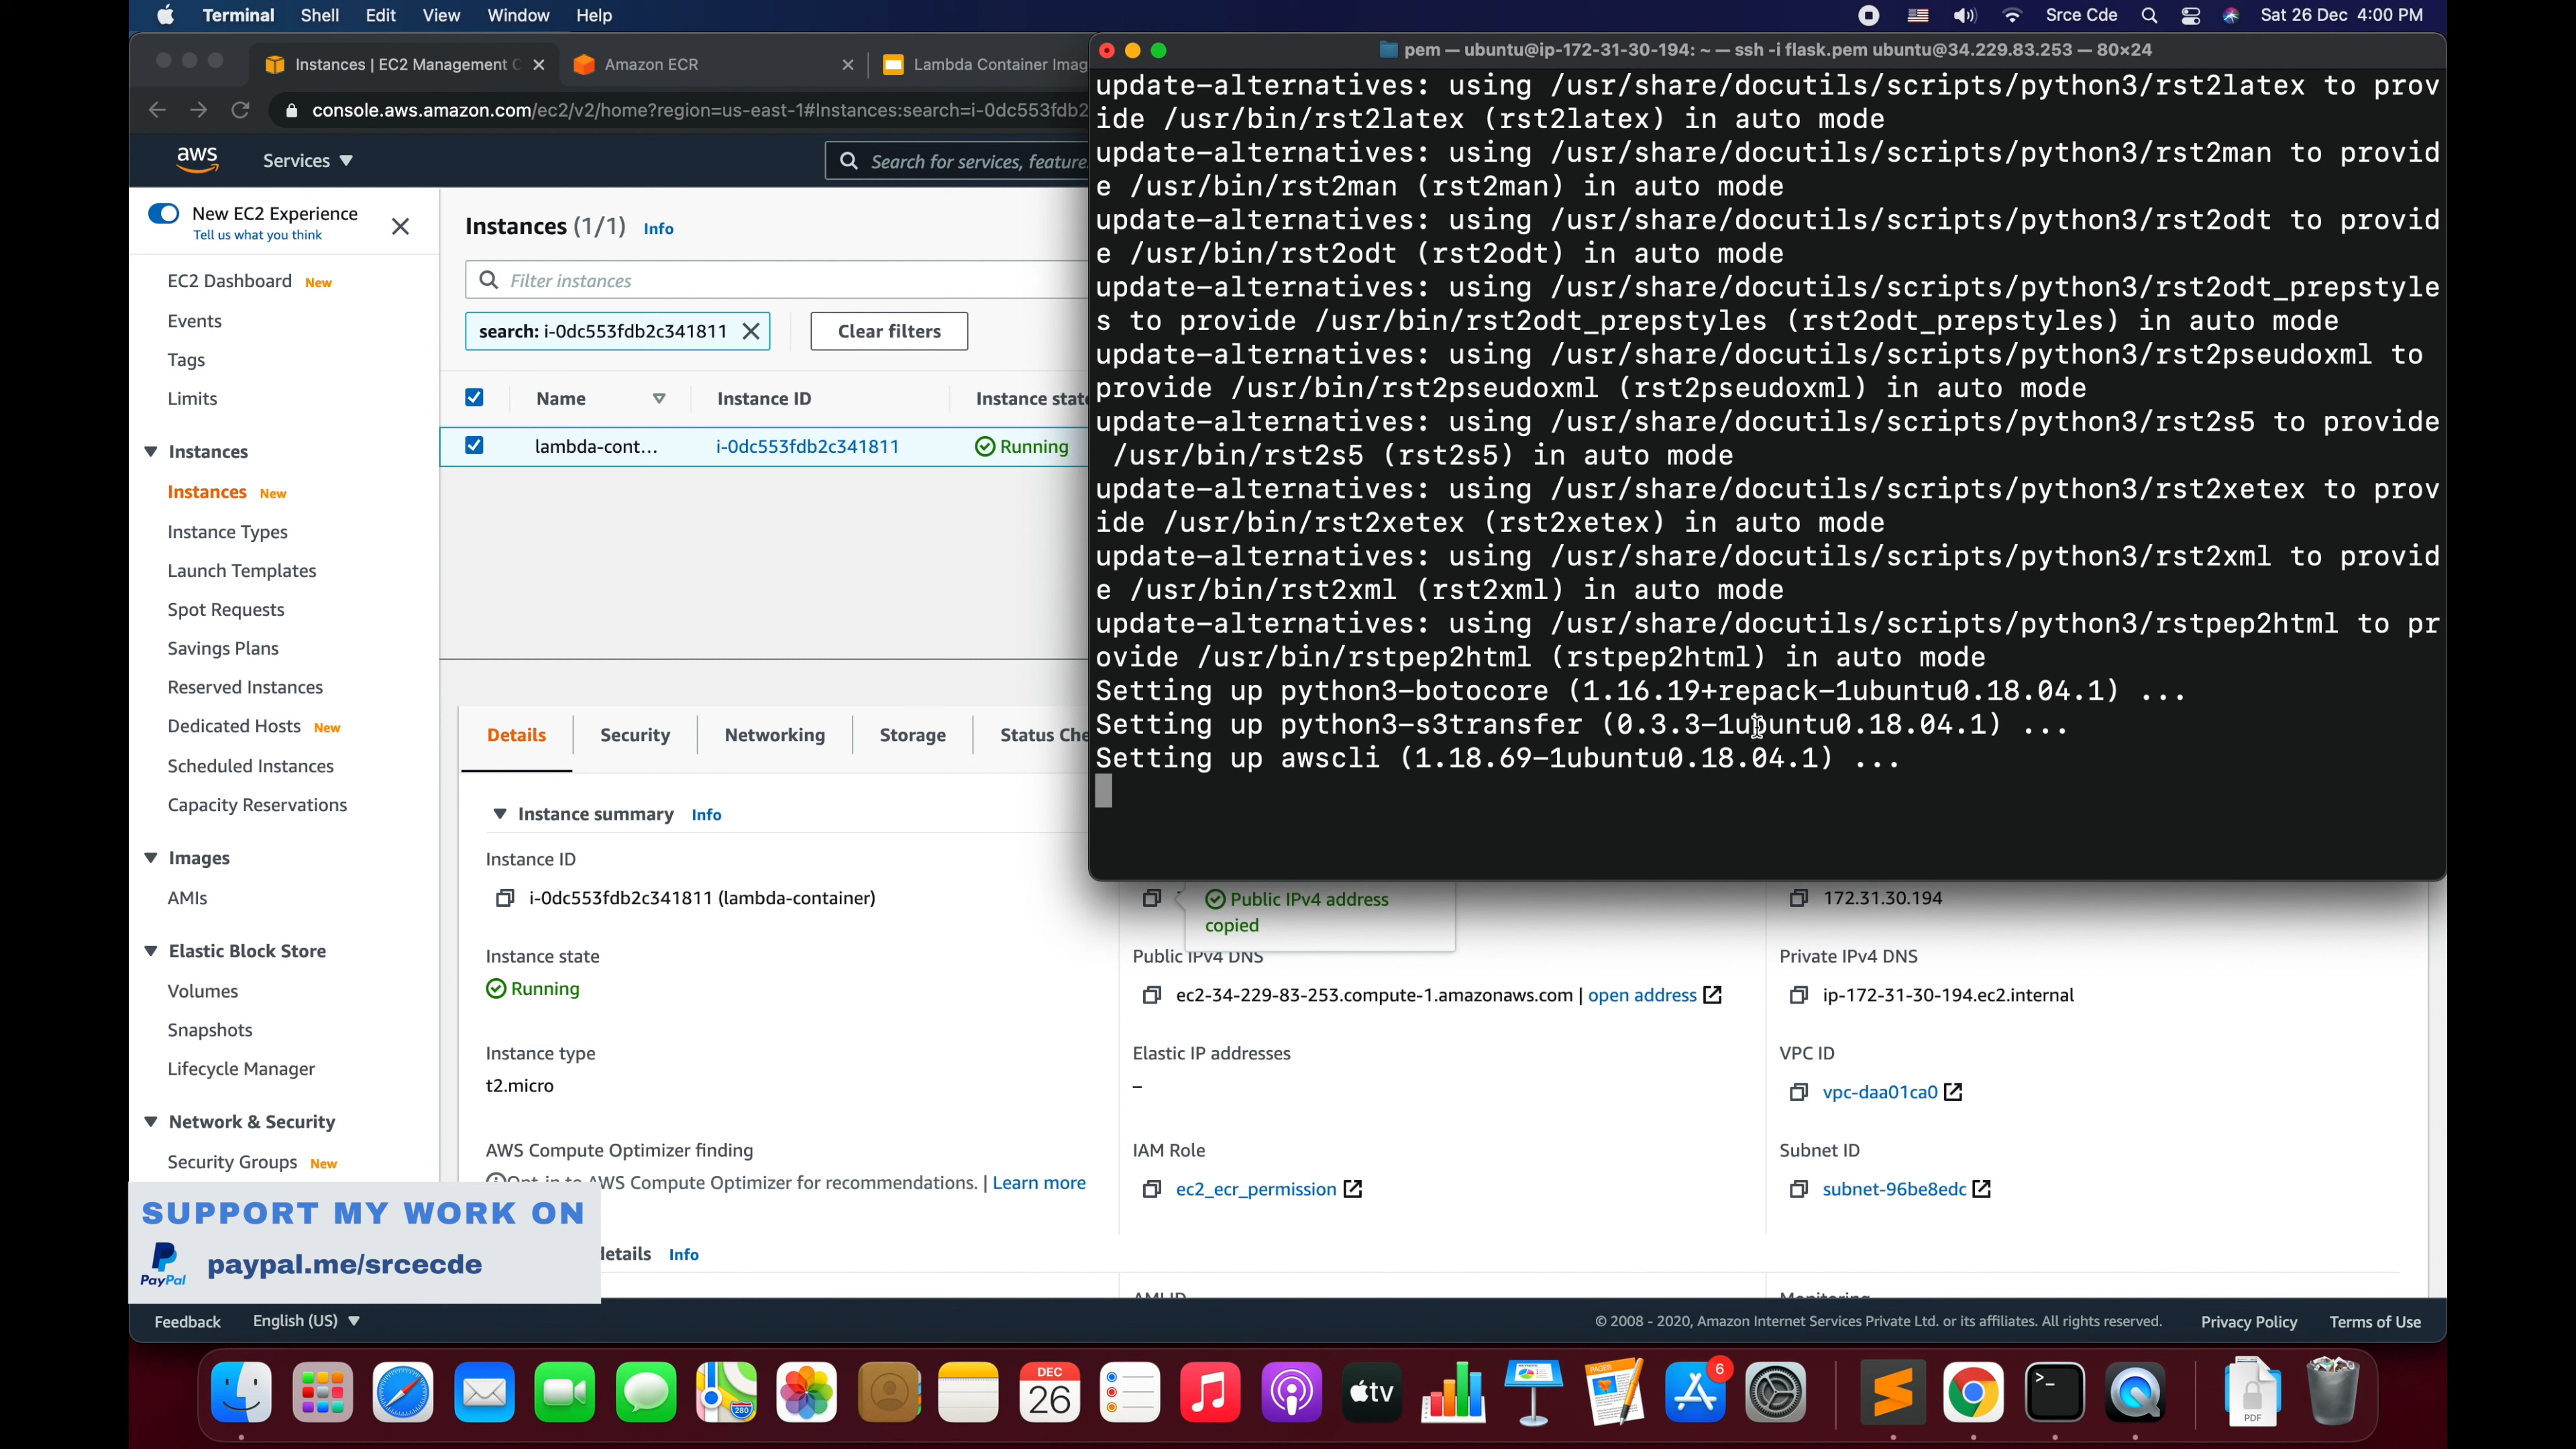 Terminal Shell Edit View Window Help
Srce Cde Sat 26 Dec 4:00 PM
Instances | EC2 Management C
Amazon ECR
Lambda Container Imag
console.aws.amazon.com/ec2/v2/home?region=us-east-1#Instances:search=i-0dc553fdb2
aws Services
Search for services, feature
New EC2 Experience
Tell us what you think
EC2 Dashboard New
Events
Tags
Limits
Instances
Instances New
Instance Types
Launch Templates
Spot Requests
Savings Plans
Reserved Instances
Dedicated Hosts New
Scheduled Instances
Capacity Reservations
Images
AMIs
Elastic Block Store
Volumes
Snapshots
Lifecycle Manager
Network & Security
Security Groups New
Instances (1/1) Info
Filter instances
search: i-0dc553fdb2c341811
Clear filters
Name Instance ID Instance state
lambda-cont... i-0dc553fdb2c341811 Running
Details Security Networking Storage Status Che
Instance summary Info
Instance ID
i-0dc553fdb2c341811 (lambda-container)
Instance state
Running
Instance type
t2.micro
AWS Compute Optimizer finding
Opt-in to AWS Compute Optimizer for recommendations. | Learn more
details Info
Public IPv4 address
copied
Public IPv4 DNS
ec2-34-229-83-253.compute-1.amazonaws.com | open address
Elastic IP addresses
–
IAM Role
ec2_ecr_permission
AMI ID
172.31.30.194
Private IPv4 DNS
ip-172-31-30-194.ec2.internal
VPC ID
vpc-daa01ca0
Subnet ID
subnet-96be8edc
Monitoring
pem — ubuntu@ip-172-31-30-194: ~ — ssh -i flask.pem ubuntu@34.229.83.253 — 80×24
update-alternatives: using /usr/share/docutils/scripts/python3/rst2latex to prov
ide /usr/bin/rst2latex (rst2latex) in auto mode
update-alternatives: using /usr/share/docutils/scripts/python3/rst2man to provid
e /usr/bin/rst2man (rst2man) in auto mode
update-alternatives: using /usr/share/docutils/scripts/python3/rst2odt to provid
e /usr/bin/rst2odt (rst2odt) in auto mode
update-alternatives: using /usr/share/docutils/scripts/python3/rst2odt_prepstyle
s to provide /usr/bin/rst2odt_prepstyles (rst2odt_prepstyles) in auto mode
update-alternatives: using /usr/share/docutils/scripts/python3/rst2pseudoxml to
provide /usr/bin/rst2pseudoxml (rst2pseudoxml) in auto mode
update-alternatives: using /usr/share/docutils/scripts/python3/rst2s5 to provide
/usr/bin/rst2s5 (rst2s5) in auto mode
update-alternatives: using /usr/share/docutils/scripts/python3/rst2xetex to prov
ide /usr/bin/rst2xetex (rst2xetex) in auto mode
update-alternatives: using /usr/share/docutils/scripts/python3/rst2xml to provid
e /usr/bin/rst2xml (rst2xml) in auto mode
update-alternatives: using /usr/share/docutils/scripts/python3/rstpep2html to pr
ovide /usr/bin/rstpep2html (rstpep2html) in auto mode
Setting up python3-botocore (1.16.19+repack-1ubuntu0.18.04.1) ...
Setting up python3-s3transfer (0.3.3-1ubuntu0.18.04.1) ...
Setting up awscli (1.18.69-1ubuntu0.18.04.1) ...
SUPPORT MY WORK ON
PayPal paypal.me/srcecde
Feedback English (US)
© 2008 - 2020, Amazon Internet Services Private Ltd. or its affiliates. All rights reserved. Privacy Policy Terms of Use
DEC
26
280
tv
PAGES
6
PDF